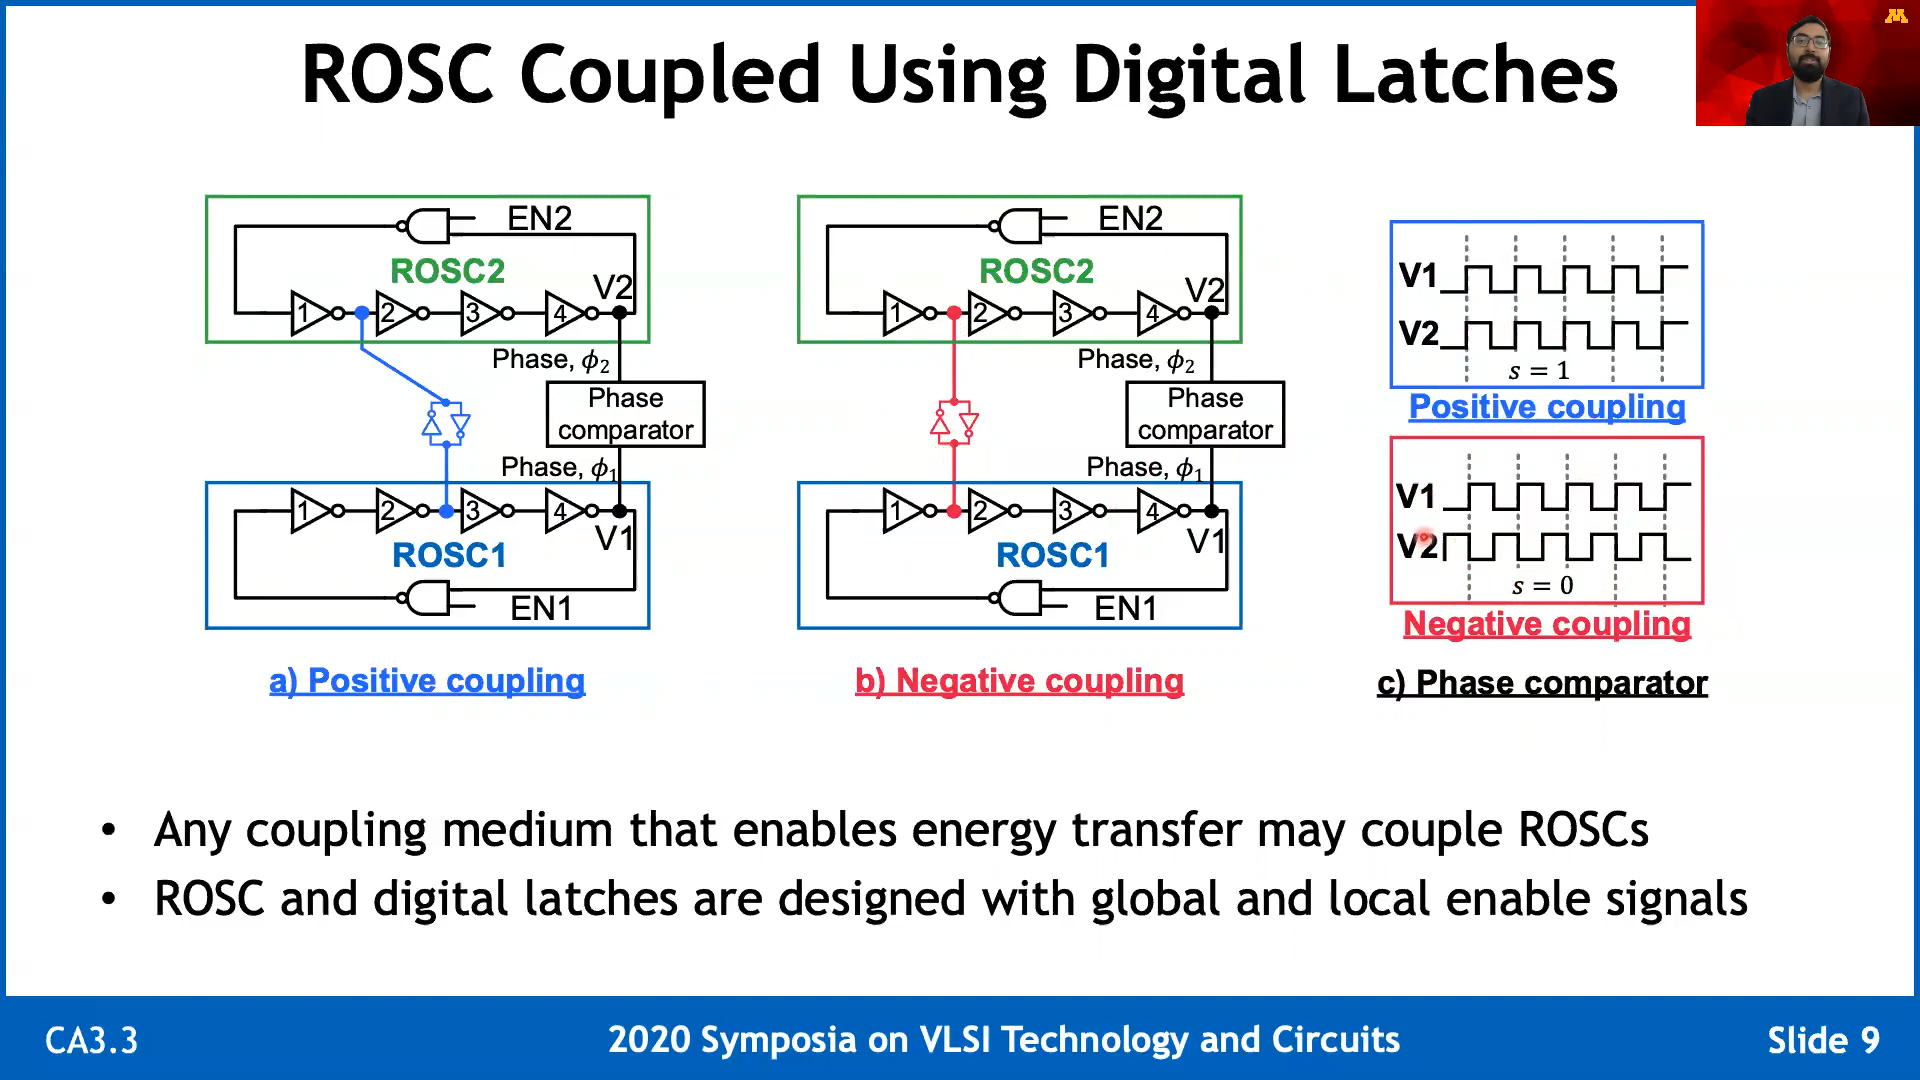 ROSC Coupled Using Digital Latches
EN2
ROSC2
V2
1 2 3 4
Phase, ϕ2
Phase
comparator
Phase, ϕ1
1 2 3 4
V1
ROSC1
EN1
a) Positive coupling
EN2
ROSC2
V2
1 2 3 4
Phase, ϕ2
Phase
comparator
Phase, ϕ1
1 2 3 4
V1
ROSC1
EN1
b) Negative coupling
V1
V2
s = 1
Positive coupling
V1
V2
s = 0
Negative coupling
c) Phase comparator
• Any coupling medium that enables energy transfer may couple ROSCs
• ROSC and digital latches are designed with global and local enable signals
CA3.3
2020 Symposia on VLSI Technology and Circuits
Slide 9
M